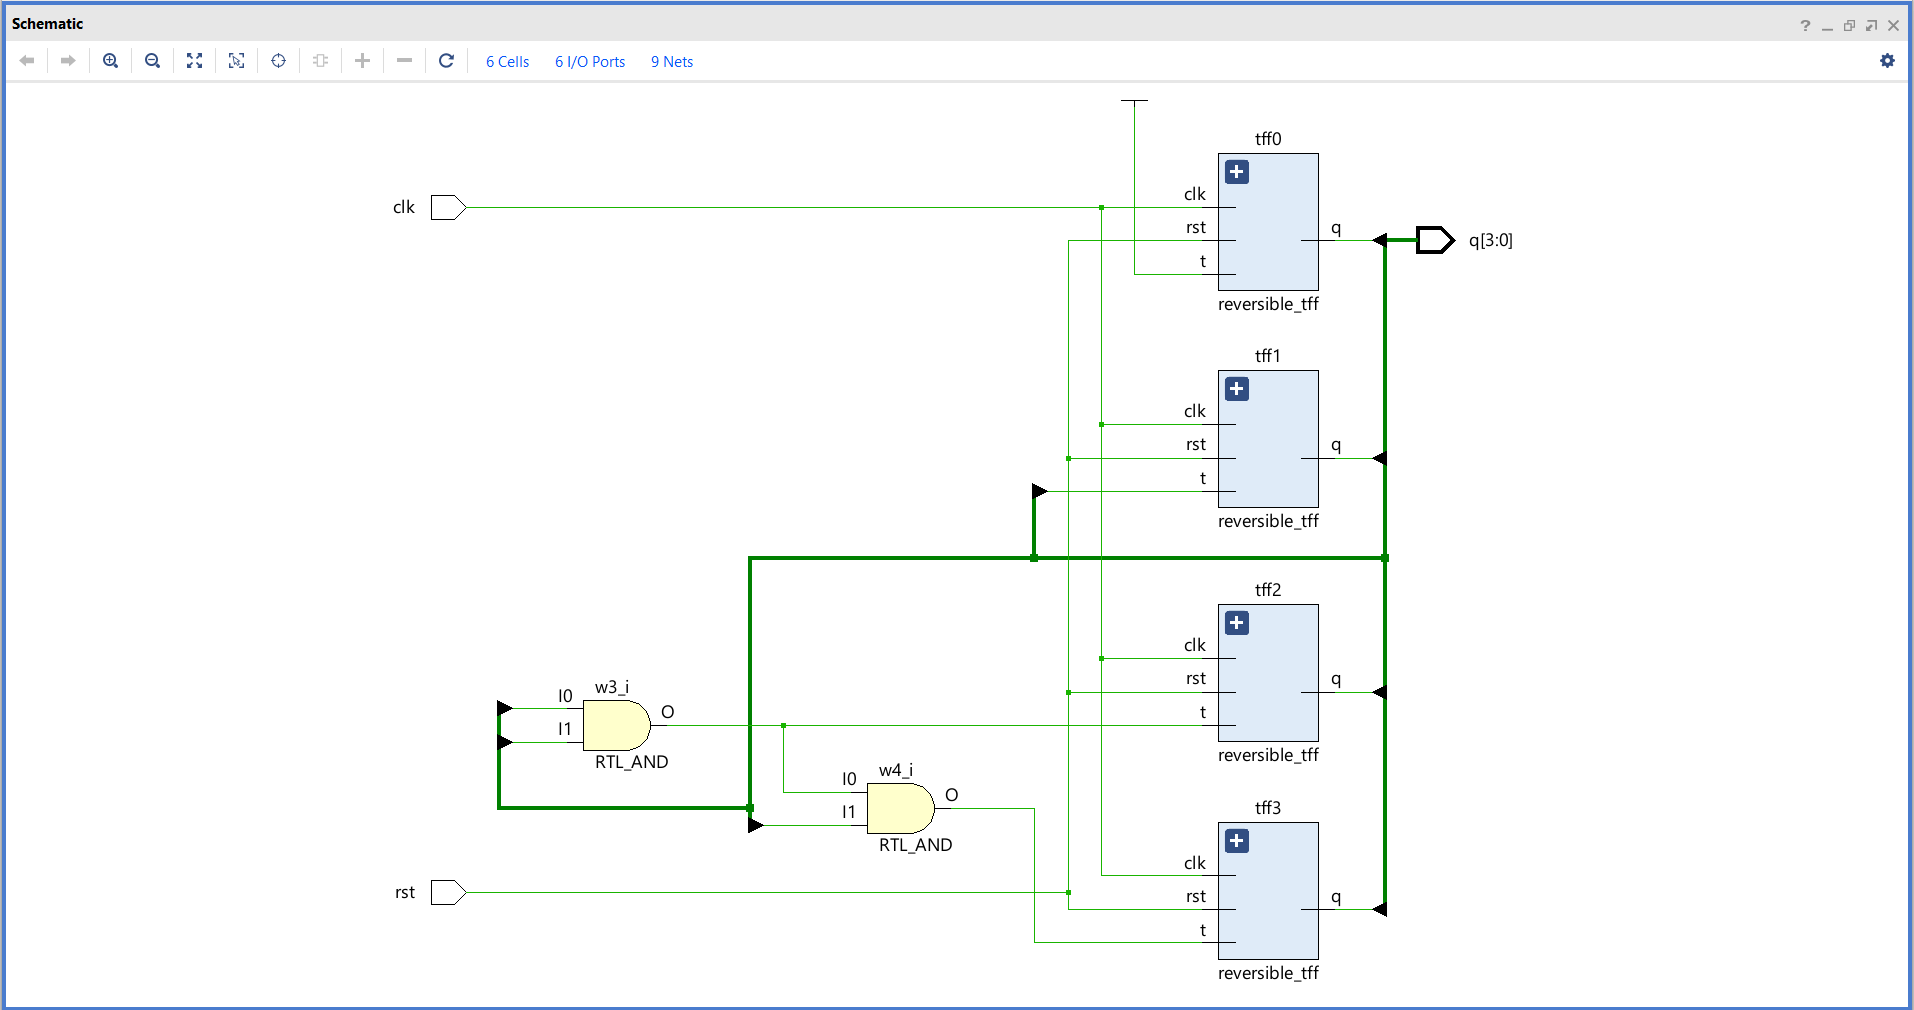 Schematic
6 Cells 6 I/O Ports 9 Nets
tff0
clk
rst
t
q
reversible_tff
clk
q[3:0]
tff1
clk
rst
t
q
reversible_tff
tff2
clk
rst
t
q
reversible_tff
w3_i
I0
I1
O
RTL_AND
w4_i
I0
I1
O
RTL_AND
tff3
clk
rst
t
q
reversible_tff
rst